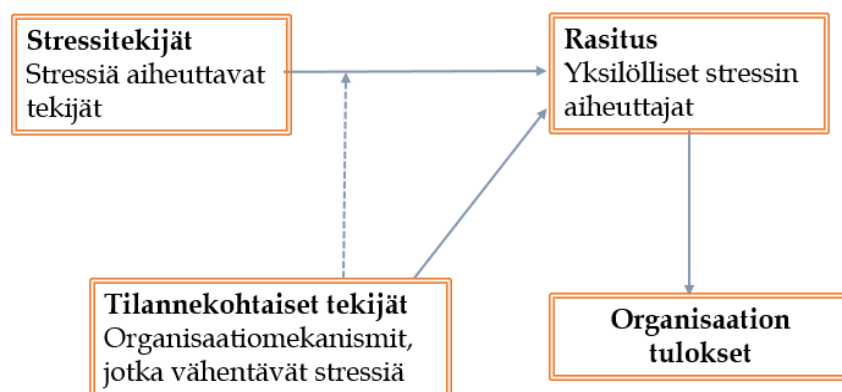 Stressitekijät
Stressiä aiheuttavat
tekijät
Rasitus
Yksilölliset stressin
aiheuttajat
Tilannekohtaiset tekijät
Organisaatiomekanismit,
jotka vähentävät stressiä
Organisaation
tulokset